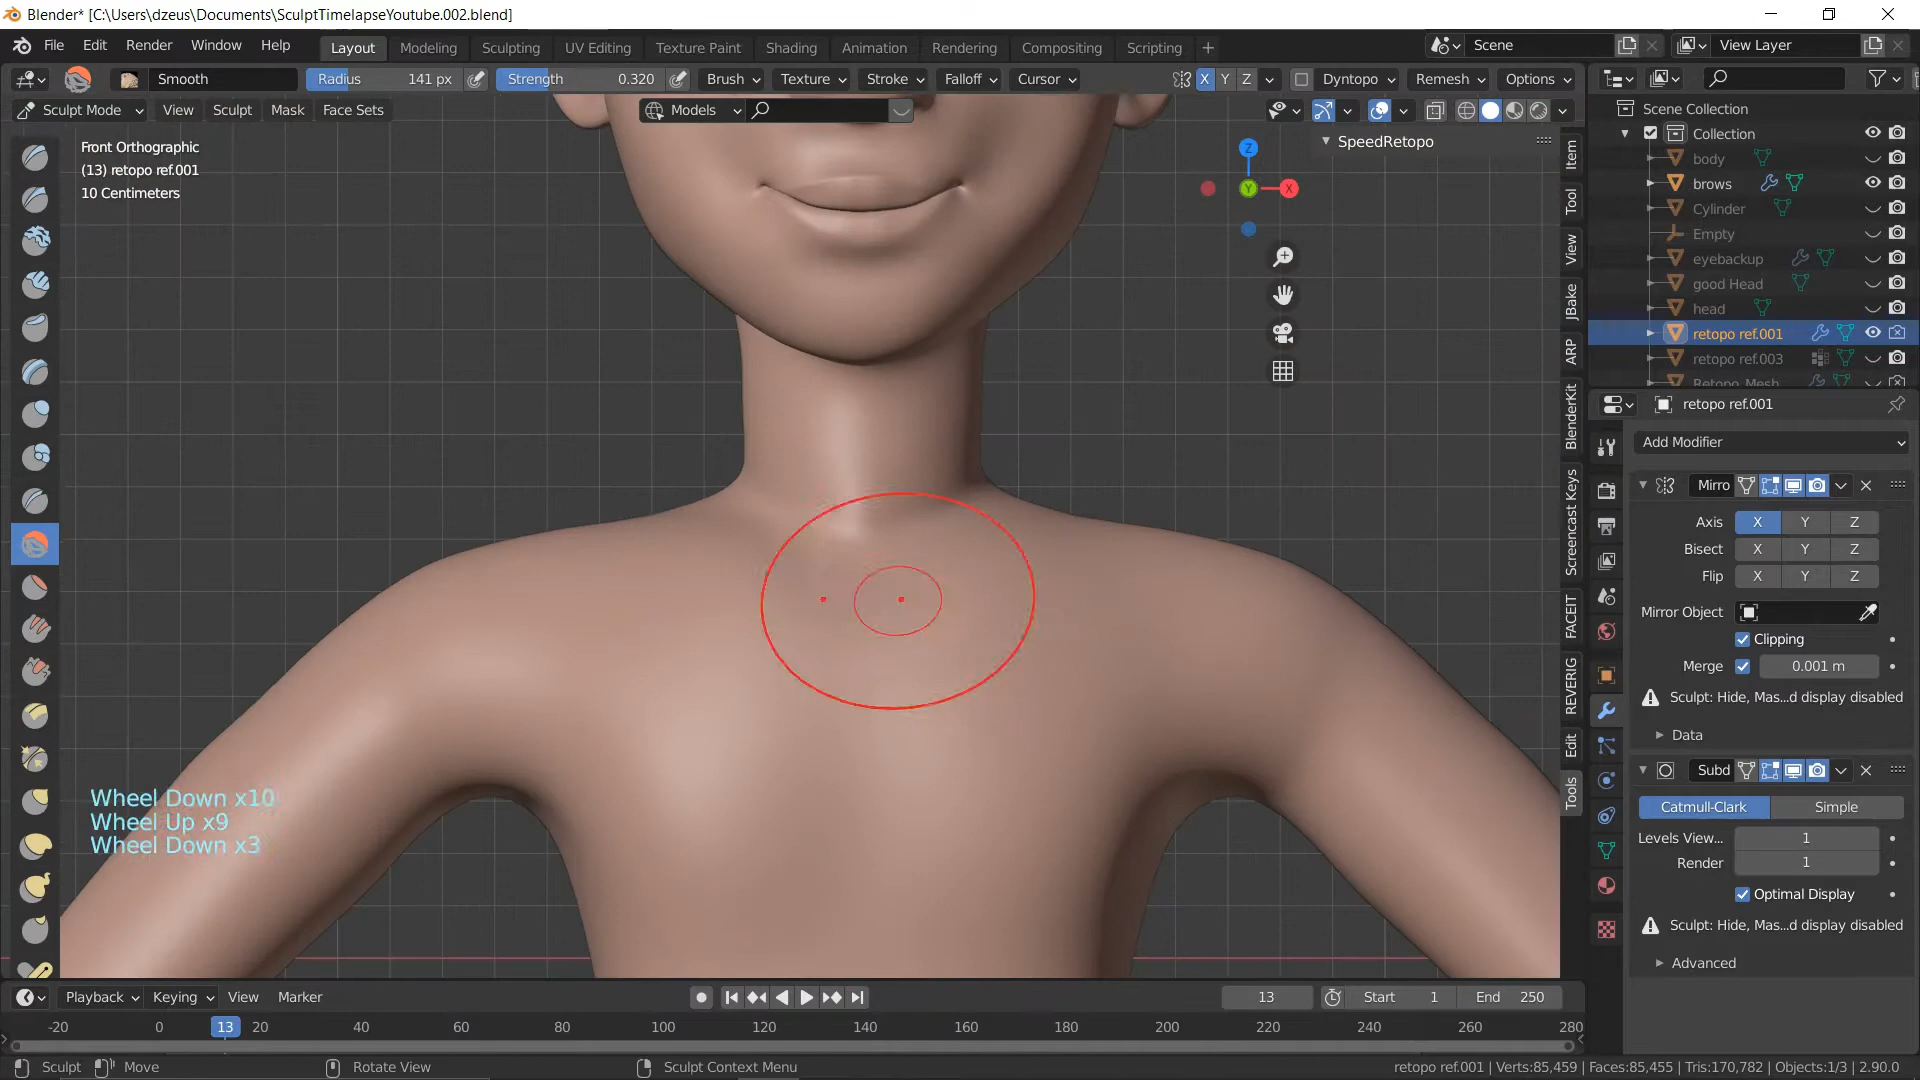 Blender* [C:\Users\dzeus\Documents\SculptTimelapseYoutube.002.blend]
File Edit Render Window Help Layout Modeling Sculpting UV Editing Texture Paint Shading Animation Rendering Compositing Scripting + Scene View Layer
Smooth Radius 141 px Strength 0.320 Brush Texture Stroke Falloff Cursor X Y Z Dyntopo Remesh Options
Sculpt Mode View Sculpt Mask Face Sets Models
Scene Collection
Collection
body
brows
Cylinder
Empty
eyebackup
good Head
head
retopo ref.001
retopo ref.003
Retopo_Mesh
Front Orthographic
(13) retopo ref.001
10 Centimeters
SpeedRetopo
Z
Y
X
Item
Tool
View
JBake
ARP
BlenderKit
Screencast Keys
FACEIT
REVERIG
Edit
Tools
retopo ref.001
Add Modifier
Mirro
Axis X Y Z
Bisect X Y Z
Flip X Y Z
Mirror Object
Clipping
Merge 0.001 m
Sculpt: Hide, Mas...d display disabled
Data
Subd
Catmull-Clark Simple
Levels View... 1
Render 1
Optimal Display
Sculpt: Hide, Mas...d display disabled
Advanced
Wheel Down x10
Wheel Up x9
Wheel Down x3
Playback Keying View Marker 13 Start 1 End 250
-20 0 13 20 40 60 80 100 120 140 160 180 200 220 240 260 280
Sculpt Move Rotate View Sculpt Context Menu retopo ref.001 | Verts:85,459 | Faces:85,455 | Tris:170,782 | Objects:1/3 | 2.90.0